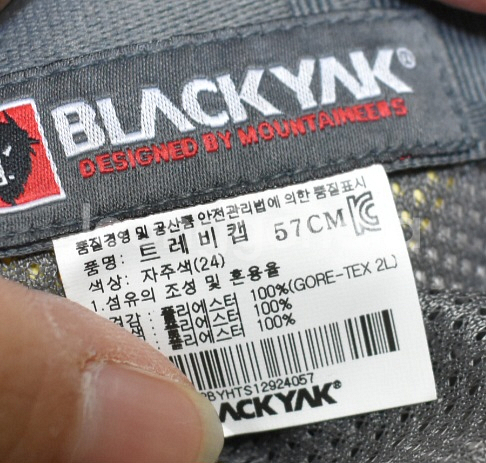 BLACKYAK®
DESIGNED BY MOUNTAINEERS
품질경영 및 공산품 안전관리법에 의한 품질표시
품명: 트레비캡 57CM
색상: 자주색(24)
1.섬유의 조성 및 혼용율
겉감 : 폴리에스터 100%(GORE-TEX 2L)
폴리에스터 100%
폴리에스터 100%
BYHTS12924057
BLACKYAK®